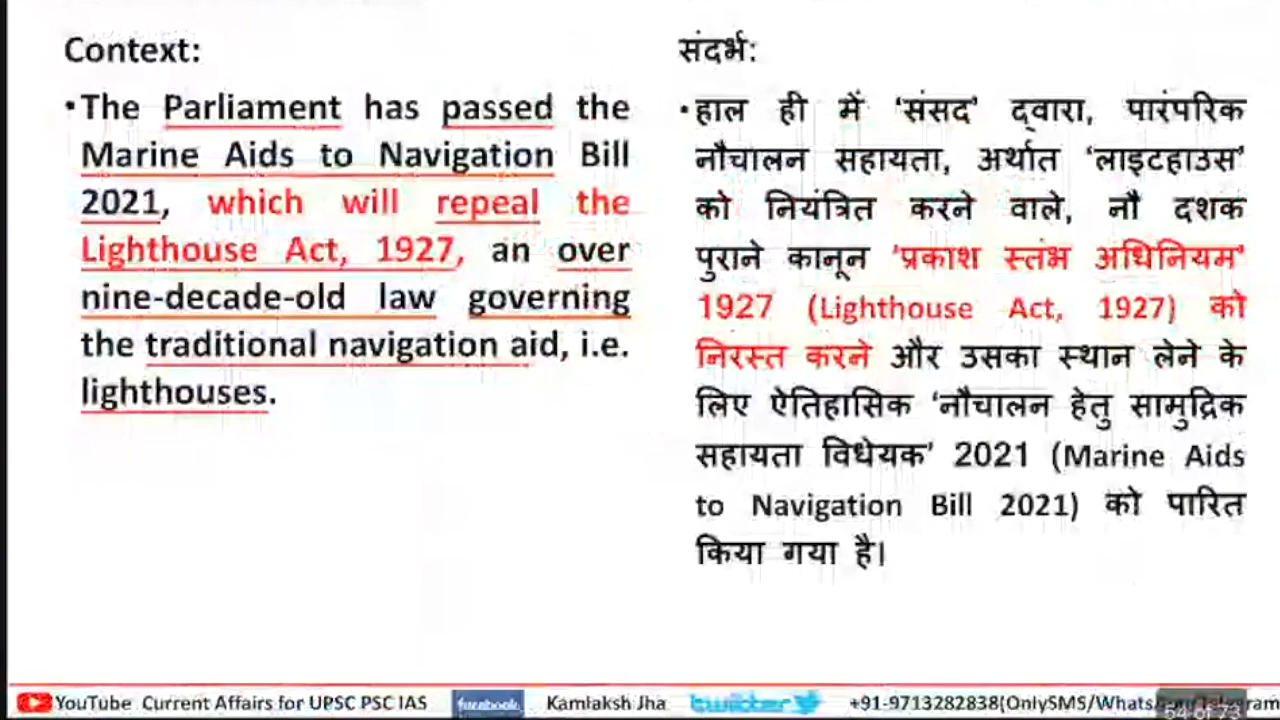 Context:
•The Parliament has passed the
Marine Aids to Navigation Bill
2021, which will repeal the
Lighthouse Act, 1927, an over
nine-decade-old law governing
the traditional navigation aid, i.e.
lighthouses.
संदर्भ:
•हाल ही में ‘संसद’ द्वारा, पारंपरिक
नौचालन सहायता, अर्थात ‘लाइटहाउस’
को नियंत्रित करने वाले, नौ दशक
पुराने कानून ‘प्रकाश स्तंभ अधिनियम’
1927 (Lighthouse Act, 1927) को
निरस्त करने और उसका स्थान लेने के
लिए ऐतिहासिक ‘नौचालन हेतु सामुद्रिक
सहायता विधेयक’ 2021 (Marine Aids
to Navigation Bill 2021) को पारित
किया गया है।
YouTube Current Affairs for UPSC PSC IAS facebook Kamlaksh Jha twitter +91-9713282838(OnlySMS/Whats